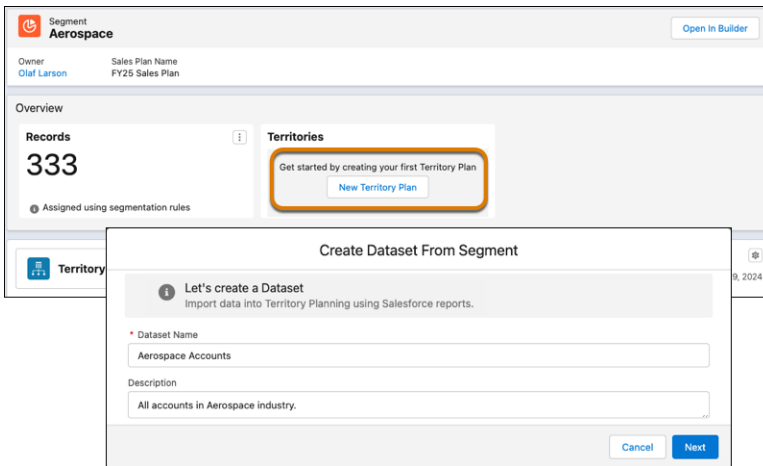 Segment
Aerospace
Open In Builder
Owner
Sales Plan Name
Olaf Larson
FY25 Sales Plan
Overview
Records
333
Assigned using segmentation rules
Territories
Get started by creating your first Territory Plan
New Territory Plan
Territory
9, 2024
Create Dataset From Segment
Let's create a Dataset
Import data into Territory Planning using Salesforce reports.
* Dataset Name
Aerospace Accounts
Description
All accounts in Aerospace industry.
Cancel
Next